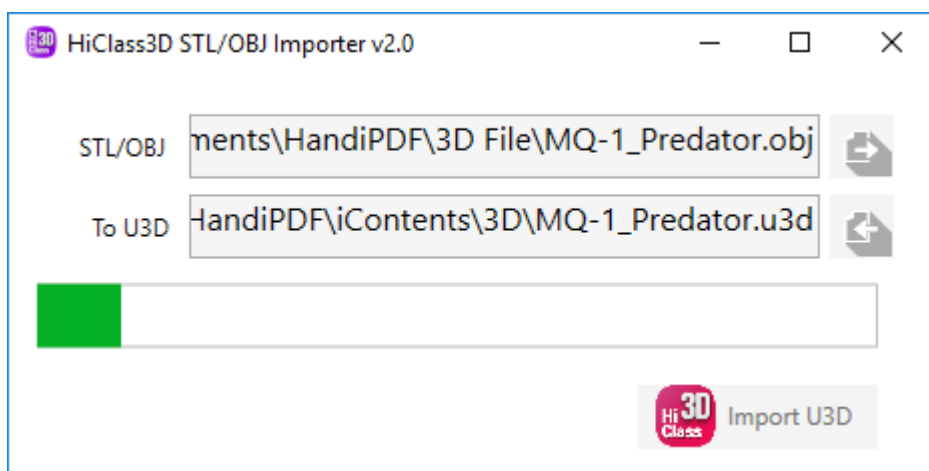 HiClass3D STL/OBJ Importer v2.0
STL/OBJ
ments\HandiPDF\3D File\MQ-1_Predator.obj
To U3D
HandiPDF\iContents\3D\MQ-1_Predator.u3d
Hi 3D Class
Import U3D